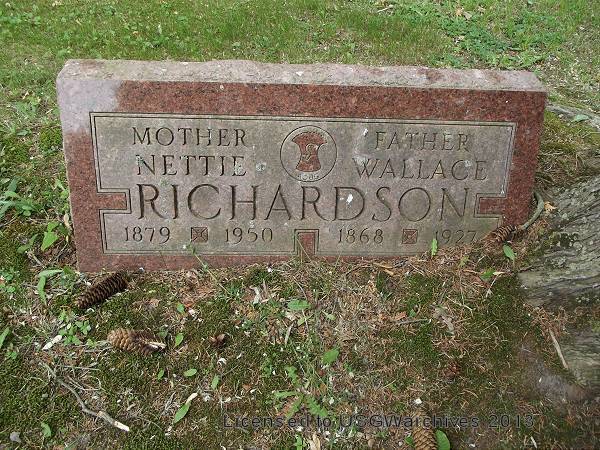 MOTHER FATHER
NETTIE WALLACE
RICHARDSON
1879 1950 1868 1927
Licensed to USGWarchives 2013